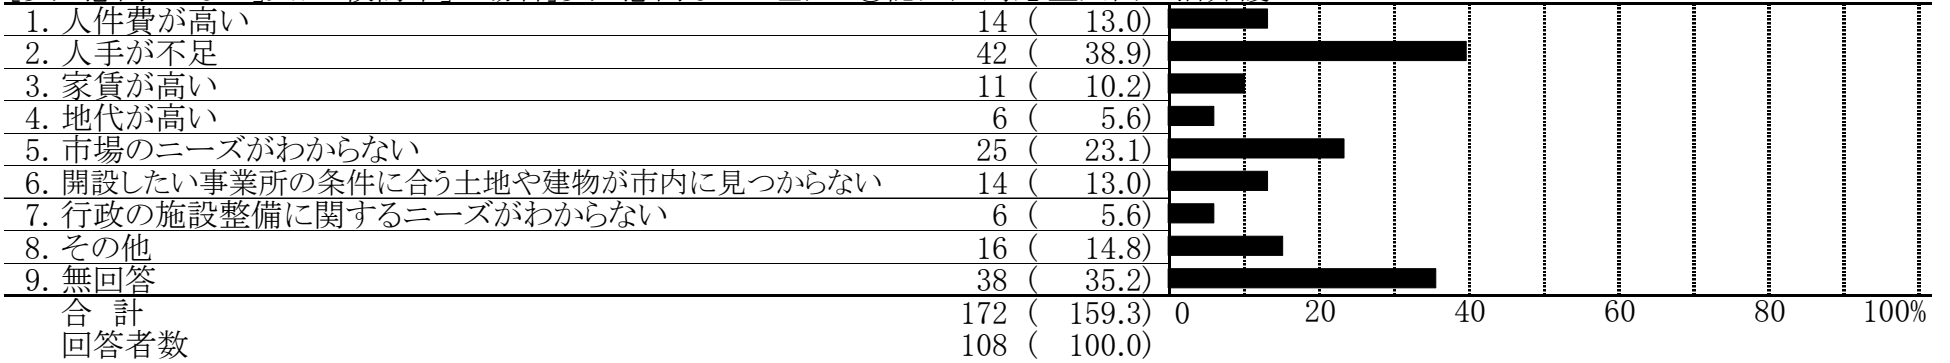 1. 人件費が高い 14 ( 13.0)
2. 人手が不足 42 ( 38.9)
3. 家賃が高い 11 ( 10.2)
4. 地代が高い 6 ( 5.6)
5. 市場のニーズがわからない 25 ( 23.1)
6. 開設したい事業所の条件に合う土地や建物が市内に見つからない 14 ( 13.0)
7. 行政の施設整備に関するニーズがわからない 6 ( 5.6)
8. その他 16 ( 14.8)
9. 無回答 38 ( 35.2)
合 計 172 ( 159.3) 0 20 40 60 80 100%
回答者数 108 ( 100.0)